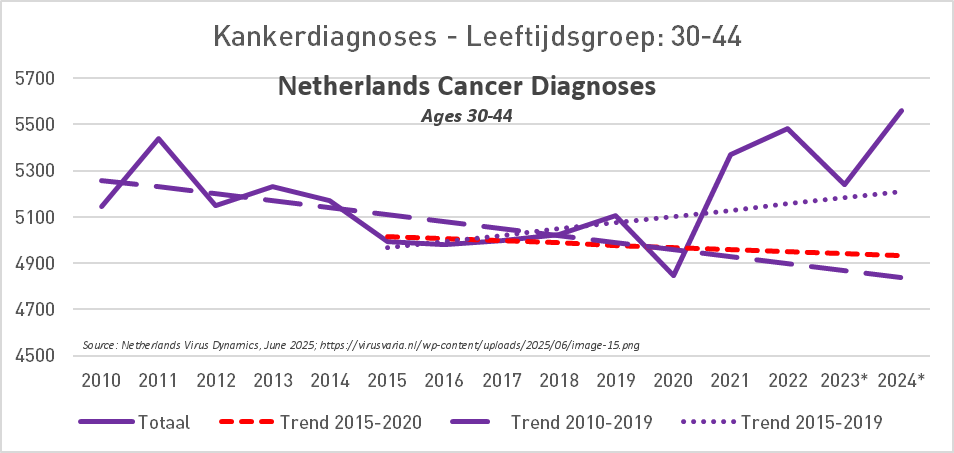 Kankerdiagnoses - Leeftijdsgroep: 30-44
Netherlands Cancer Diagnoses
Ages 30-44
5700
5500
5300
5100
4900
4700
4500
Source: Netherlands Virus Dynamics, June 2025; https://virusvaria.nl/wp-content/uploads/2025/06/image-15.png
2010 2011 2012 2013 2014 2015 2016 2017 2018 2019 2020 2021 2022 2023* 2024*
Totaal Trend 2015-2020 Trend 2010-2019 Trend 2015-2019